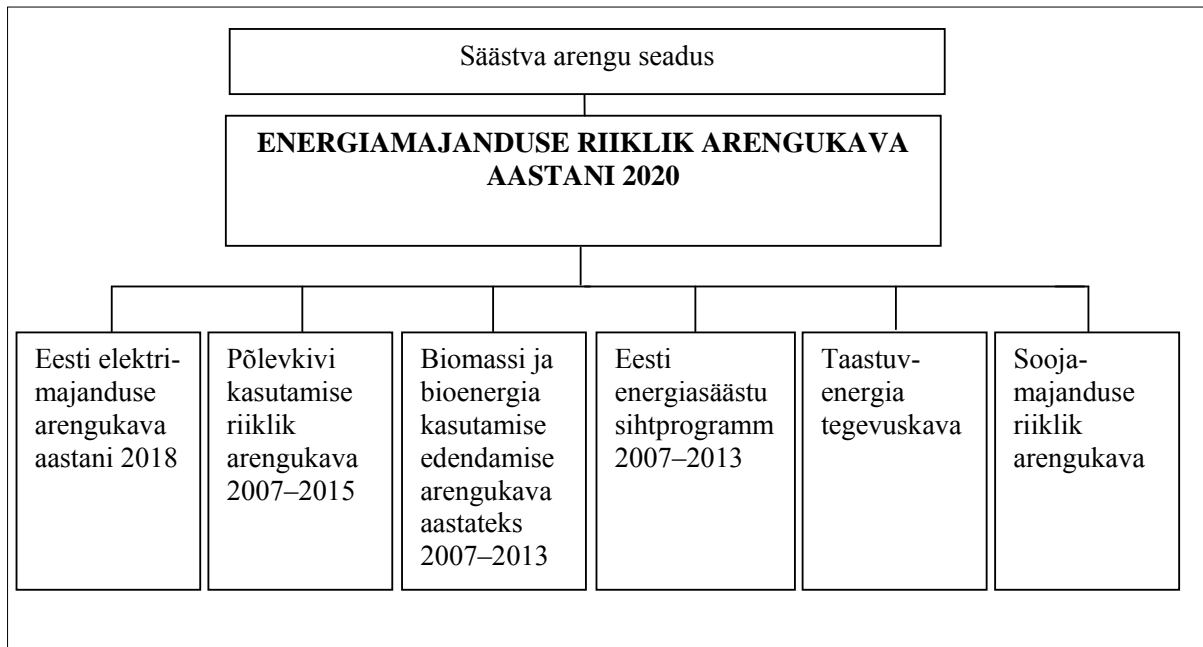 Säästva arengu seadus
ENERGIAMAJANDUSE RIIKLIK ARENGUKAVA
AASTANI 2020
Eesti elektri-
majanduse
arengukava
aastani 2018
Põlevkivi
kasutamise
riiklik
arengukava
2007–2015
Biomassi ja
bioenergia
kasutamise
edendamise
arengukava
aastateks
2007–2013
Eesti
energiasäästu
sihtprogramm
2007–2013
Taastuv-
energia
tegevuskava
Sooja-
majanduse
riiklik
arengukava